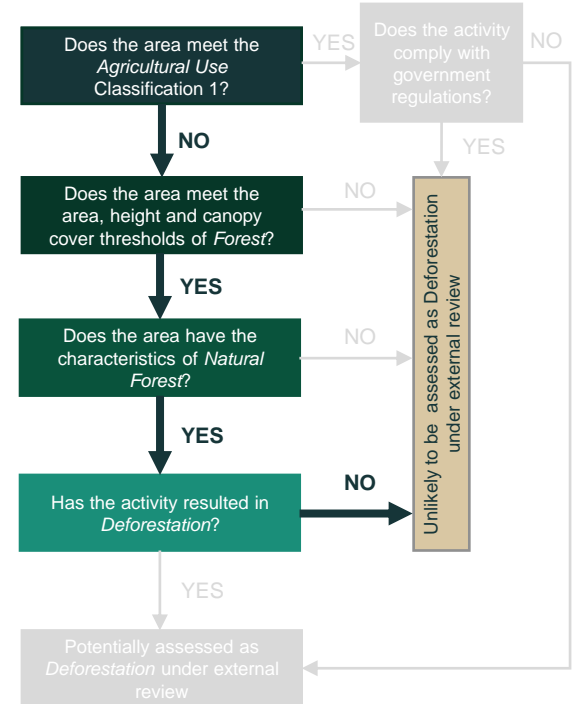 Does the area meet the
Agricultural Use
Classification 1?
YES
Does the activity
comply with
government
regulations?
NO
NO
YES
Does the area meet the
area, height and canopy
cover thresholds of Forest?
NO
Unlikely to be assessed as Deforestation
under external review
YES
Does the area have the
characteristics of Natural
Forest?
NO
YES
Has the activity resulted in
Deforestation?
NO
YES
Potentially assessed as
Deforestation under external
review